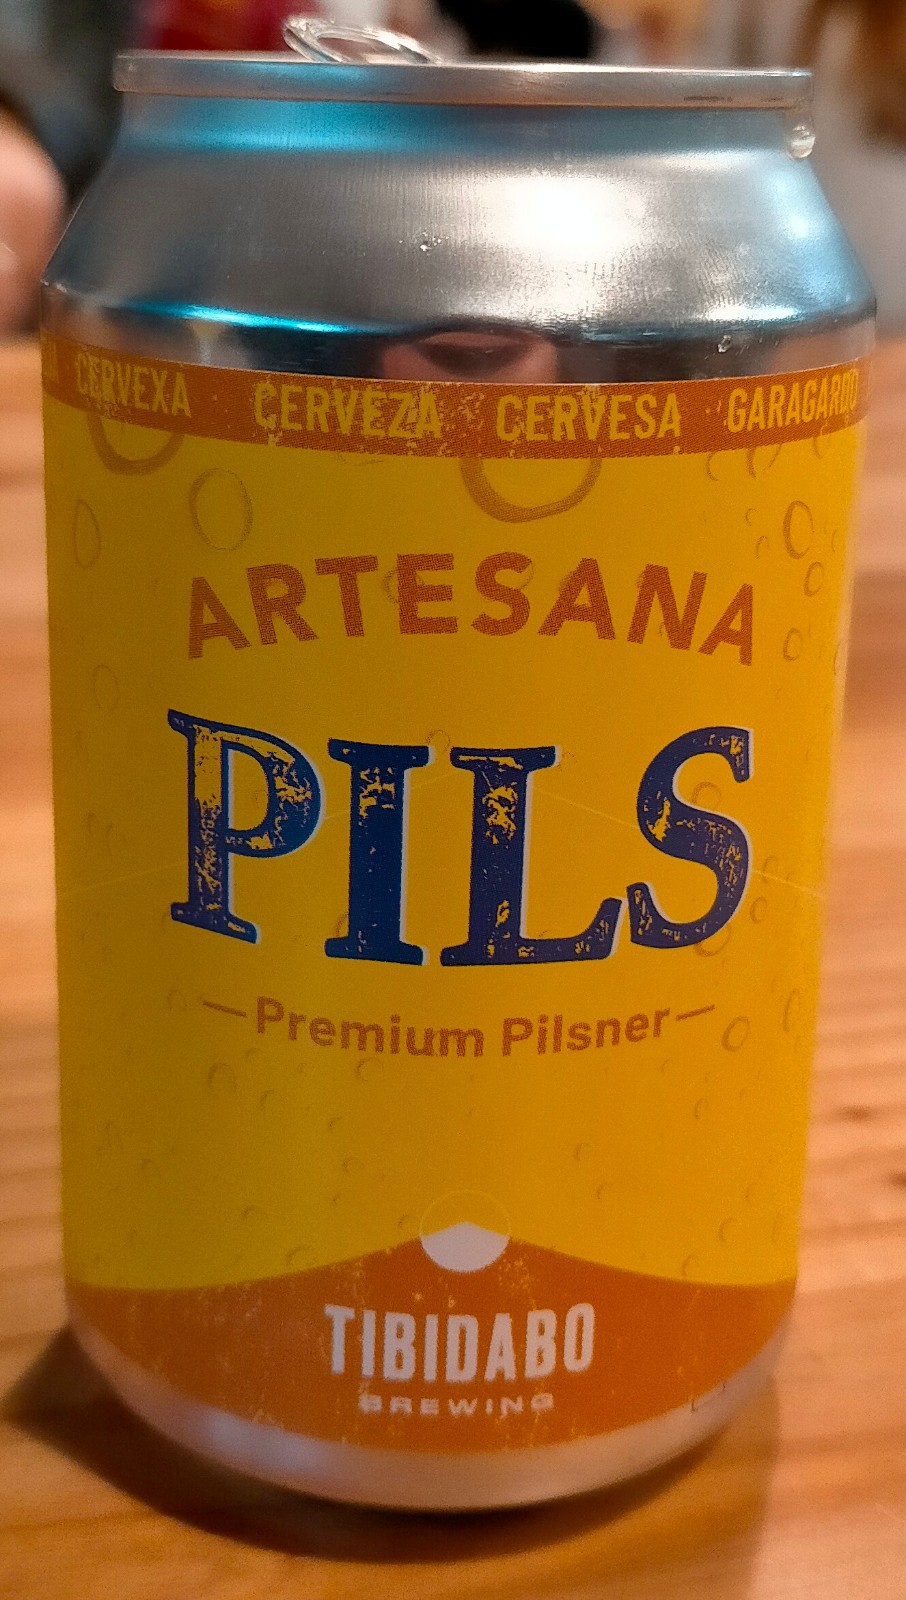 CERVEXA CERVEZA CERVESA GARAGARDO
ARTESANA
PILS
—Premium Pilsner—
TIBIDABO
BREWING